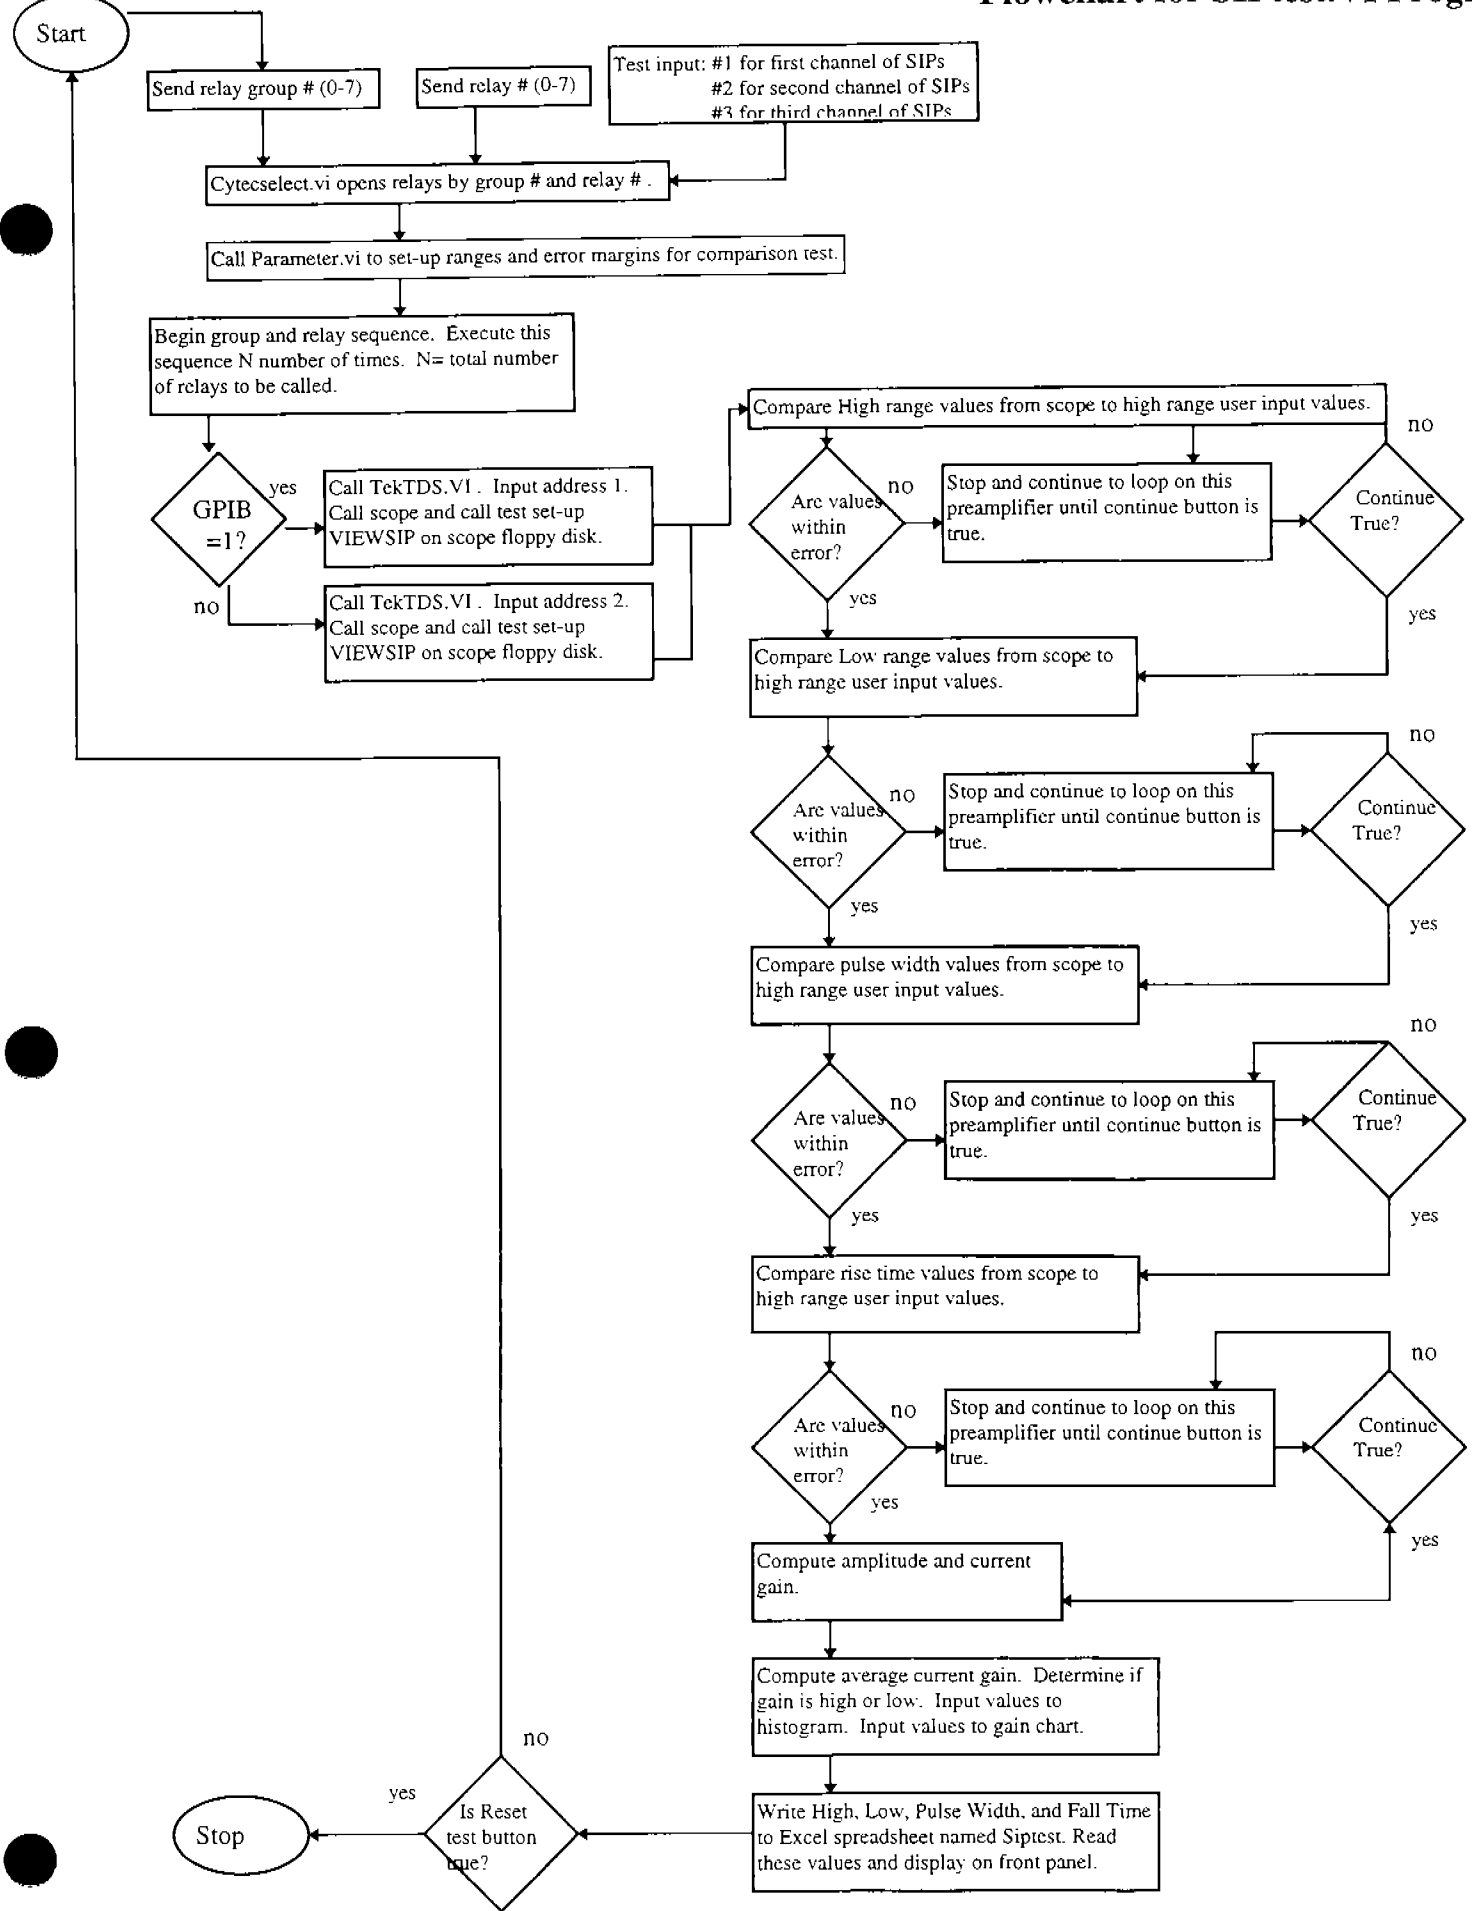 Start
Send relay group # (0-7)
Send relay # (0-7)
Test input: #1 for first channel of SIPs
#2 for second channel of SIPs
#3 for third channel of SIPs
Cytecselect.vi opens relays by group # and relay # .
Call Parameter.vi to set-up ranges and error margins for comparison test.
Begin group and relay sequence. Execute this
sequence N number of times. N= total number
of relays to be called.
GPIB
=1?
yes
no
Call TekTDS.VI . Input address 1.
Call scope and call test set-up
VIEWSIP on scope floppy disk.
Call TekTDS.VI . Input address 2.
Call scope and call test set-up
VIEWSIP on scope floppy disk.
Compare High range values from scope to high range user input values.
Are values
within
error?
no
yes
Stop and continue to loop on this
preamplifier until continue button is
true.
Continue
True?
no
yes
Compare Low range values from scope to
high range user input values.
Are values
within
error?
no
yes
Stop and continue to loop on this
preamplifier until continue button is
true.
Continue
True?
no
yes
Compare pulse width values from scope to
high range user input values.
Are values
within
error?
no
yes
Stop and continue to loop on this
preamplifier until continue button is
true.
Continue
True?
no
yes
Compare rise time values from scope to
high range user input values.
Are values
within
error?
no
yes
Stop and continue to loop on this
preamplifier until continue button is
true.
Continue
True?
no
yes
Compute amplitude and current
gain.
Compute average current gain. Determine if
gain is high or low. Input values to
histogram. Input values to gain chart.
Write High, Low, Pulse Width, and Fall Time
to Excel spreadsheet named Siptest. Read
these values and display on front panel.
Is Reset
test button
true?
no
yes
Stop